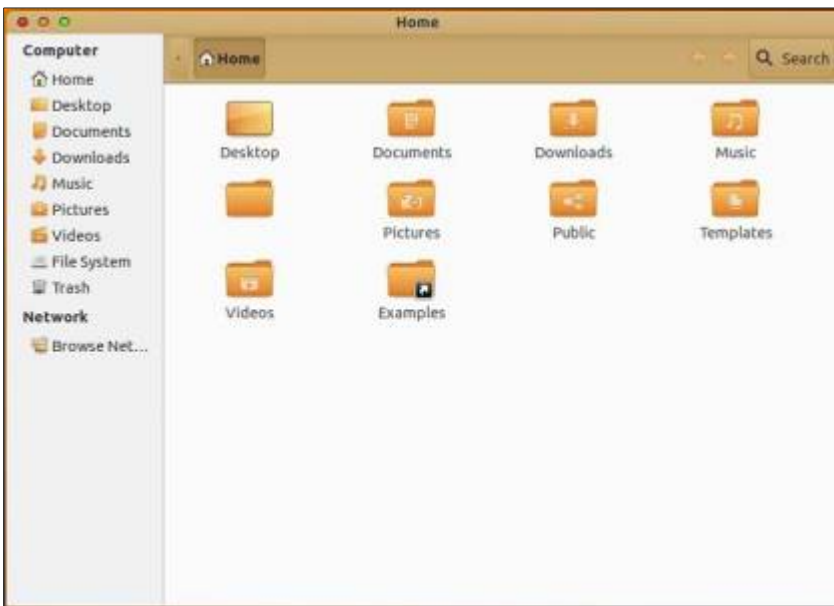 Home
Computer
Home
Desktop
Documents
Downloads
Music
Pictures
Videos
File System
Trash
Network
Browse Net...
Home
Search
Desktop
Documents
Downloads
Music
Pictures
Public
Templates
Videos
Examples